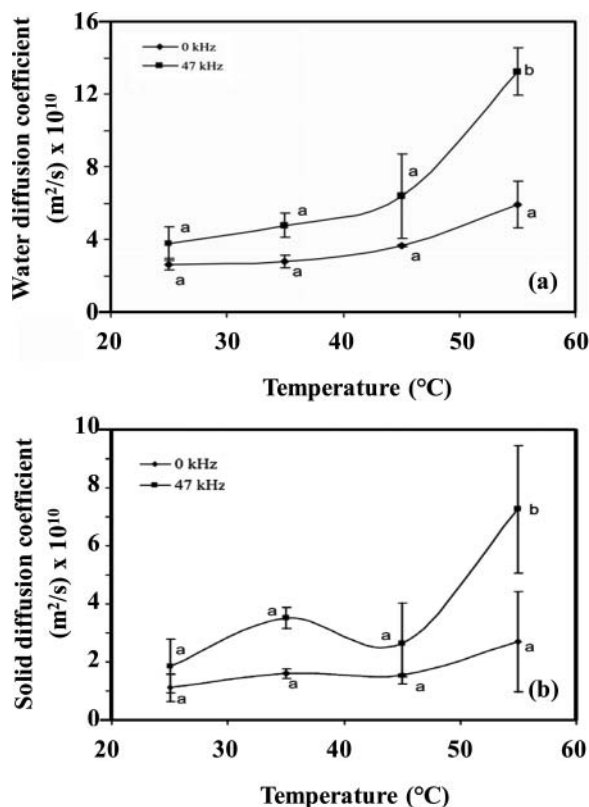 16
12
8
4
0
Water diffusion coefficient
(m²/s) x 10¹⁰
0 kHz
47 kHz
a
a
a
b
a
a
a
a
(a)
20 30 40 50 60
Temperature (°C)
10
8
6
4
2
0
Solid diffusion coefficient
(m²/s) x 10¹⁰
0 kHz
47 kHz
a
a
a
b
a
a
a
a
(b)
20 30 40 50 60
Temperature (°C)